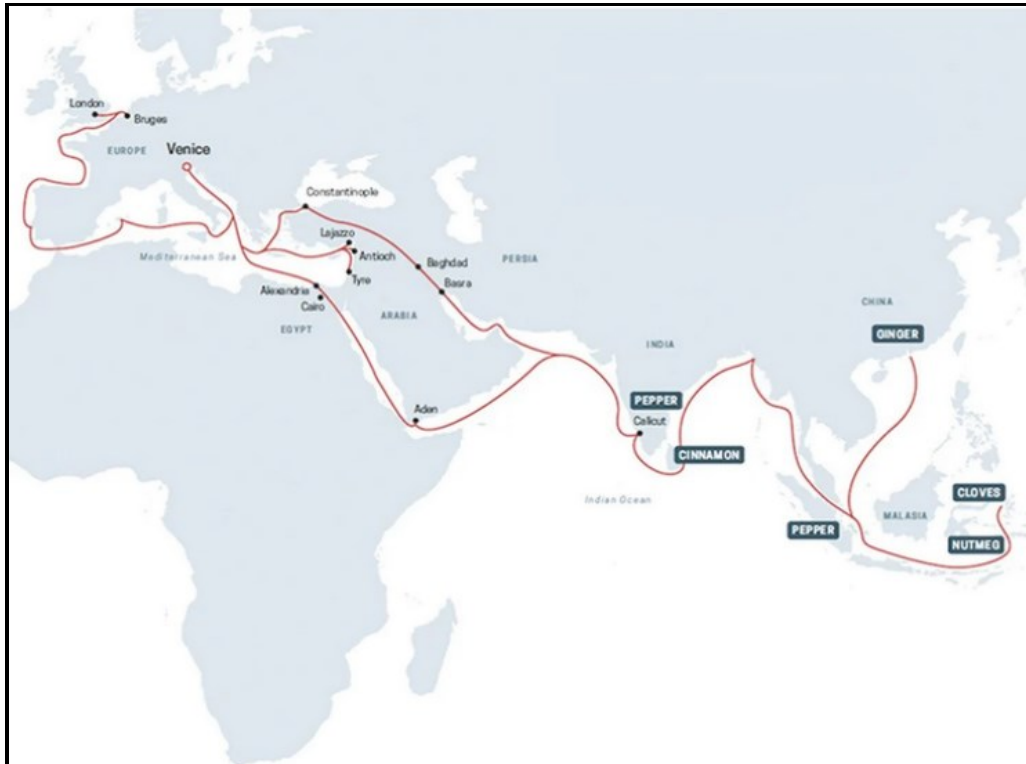 London
Bruges
EUROPE
Venice
Constantinople
Lajazzo
Antioch
Mediterranean Sea
Tyre
Baghdad
PERSIA
Basra
Alexandria
Cairo
ARABIA
EGYPT
CHINA
GINGER
INDIA
PEPPER
Aden
Calicut
CINNAMON
Indian Ocean
CLOVES
MALASIA
PEPPER
NUTMEG